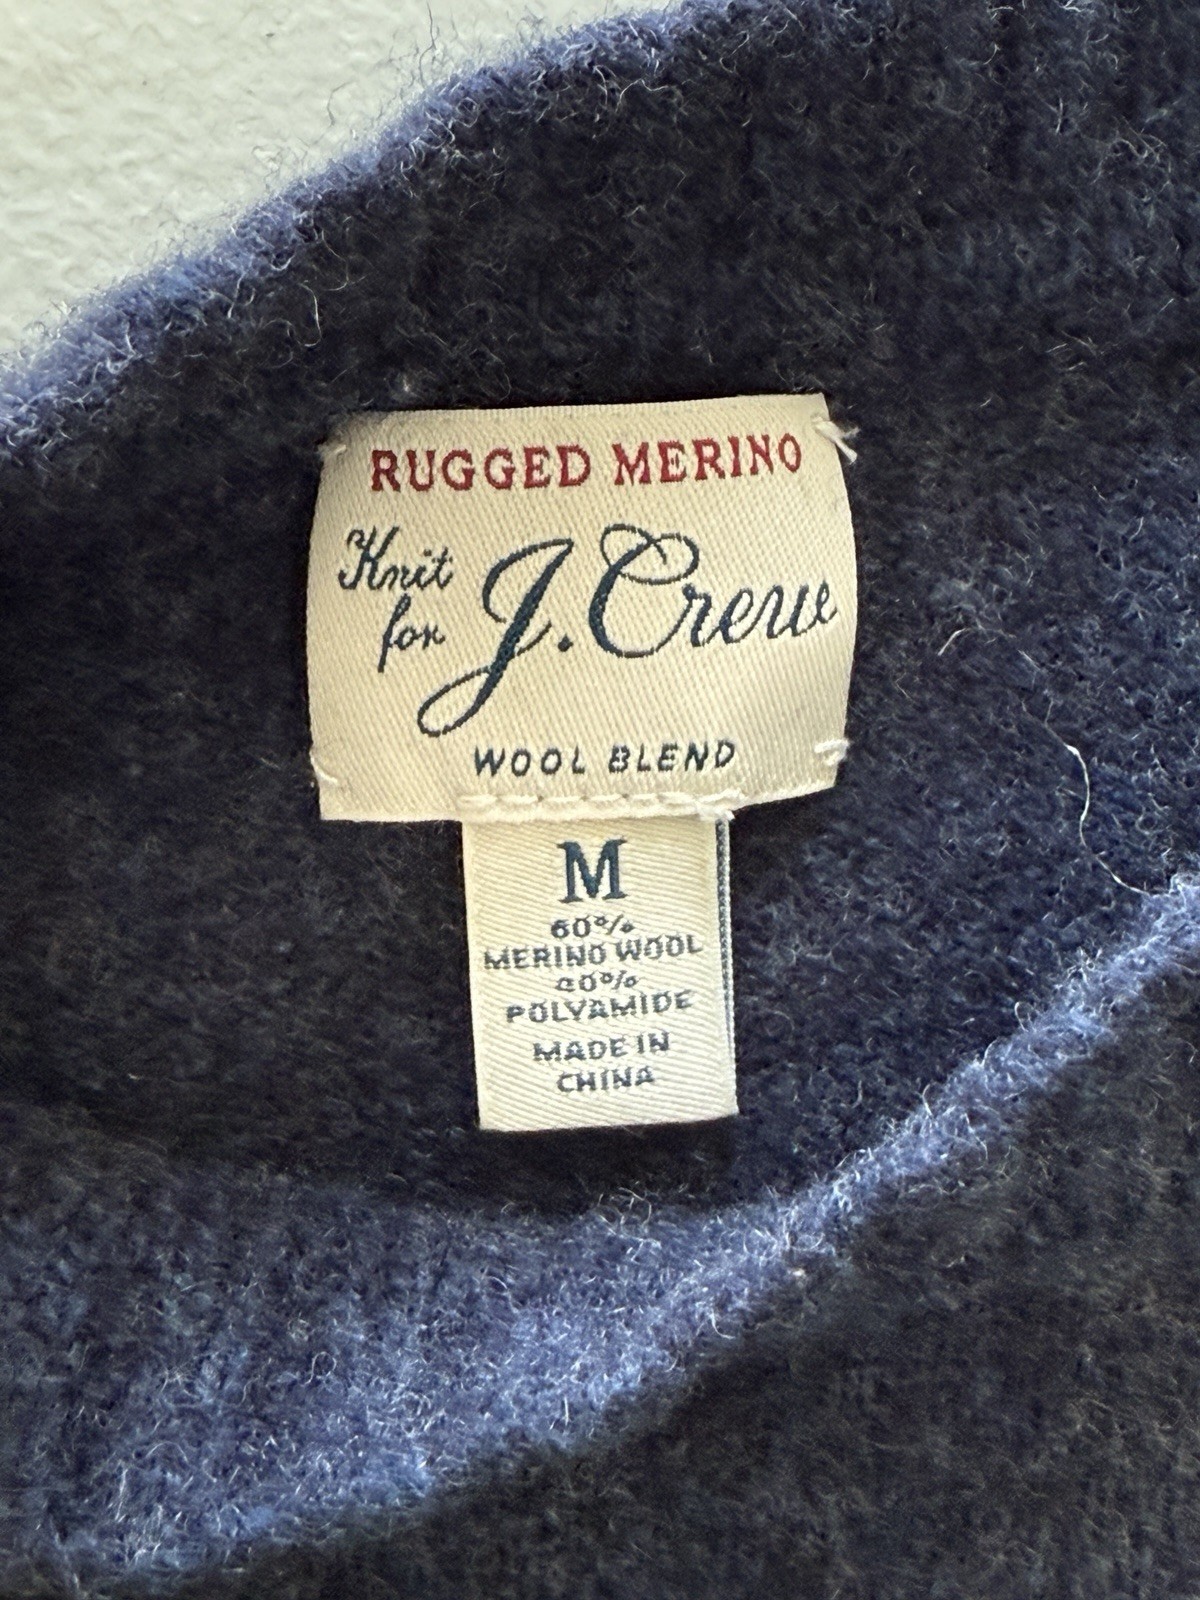 RUGGED MERINO
Knit
for J.Crew
WOOL BLEND
M
60%
MERINO WOOL
40%
POLYAMIDE
MADE IN
CHINA